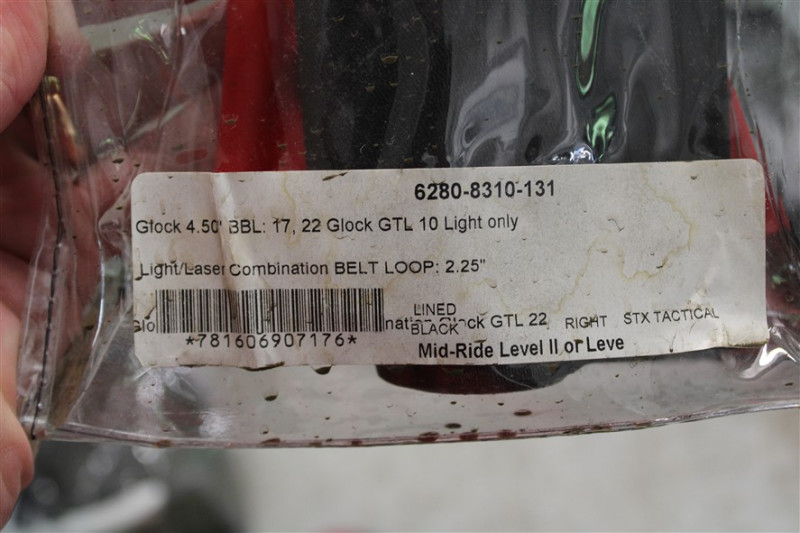 6280-8310-131
Glock 4.50" BBL: 17, 22 Glock GTL 10 Light only
Light/Laser Combination BELT LOOP: 2.25"
LINED
Glock GTL 22 RIGHT STX TACTICAL
BLACK
*781606907176*
Mid-Ride Level II or Leve